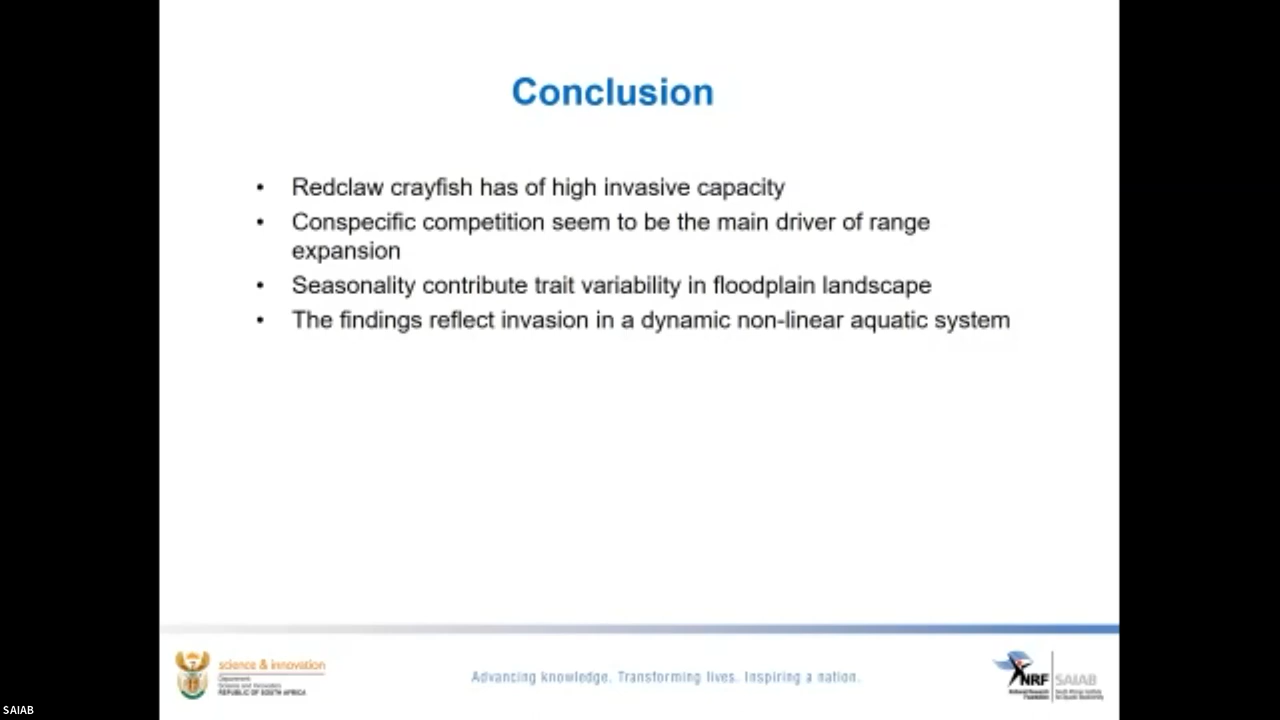 Conclusion
• Redclaw crayfish has of high invasive capacity
• Conspecific competition seem to be the main driver of range
expansion
• Seasonality contribute trait variability in floodplain landscape
• The findings reflect invasion in a dynamic non-linear aquatic system
science & innovation
Department:
Science and Innovation
REPUBLIC OF SOUTH AFRICA
Advancing knowledge. Transforming lives. Inspiring a nation.
NRF
National Research
Foundation
SAIAB
South African Institute
for Aquatic Biodiversity
SAIAB